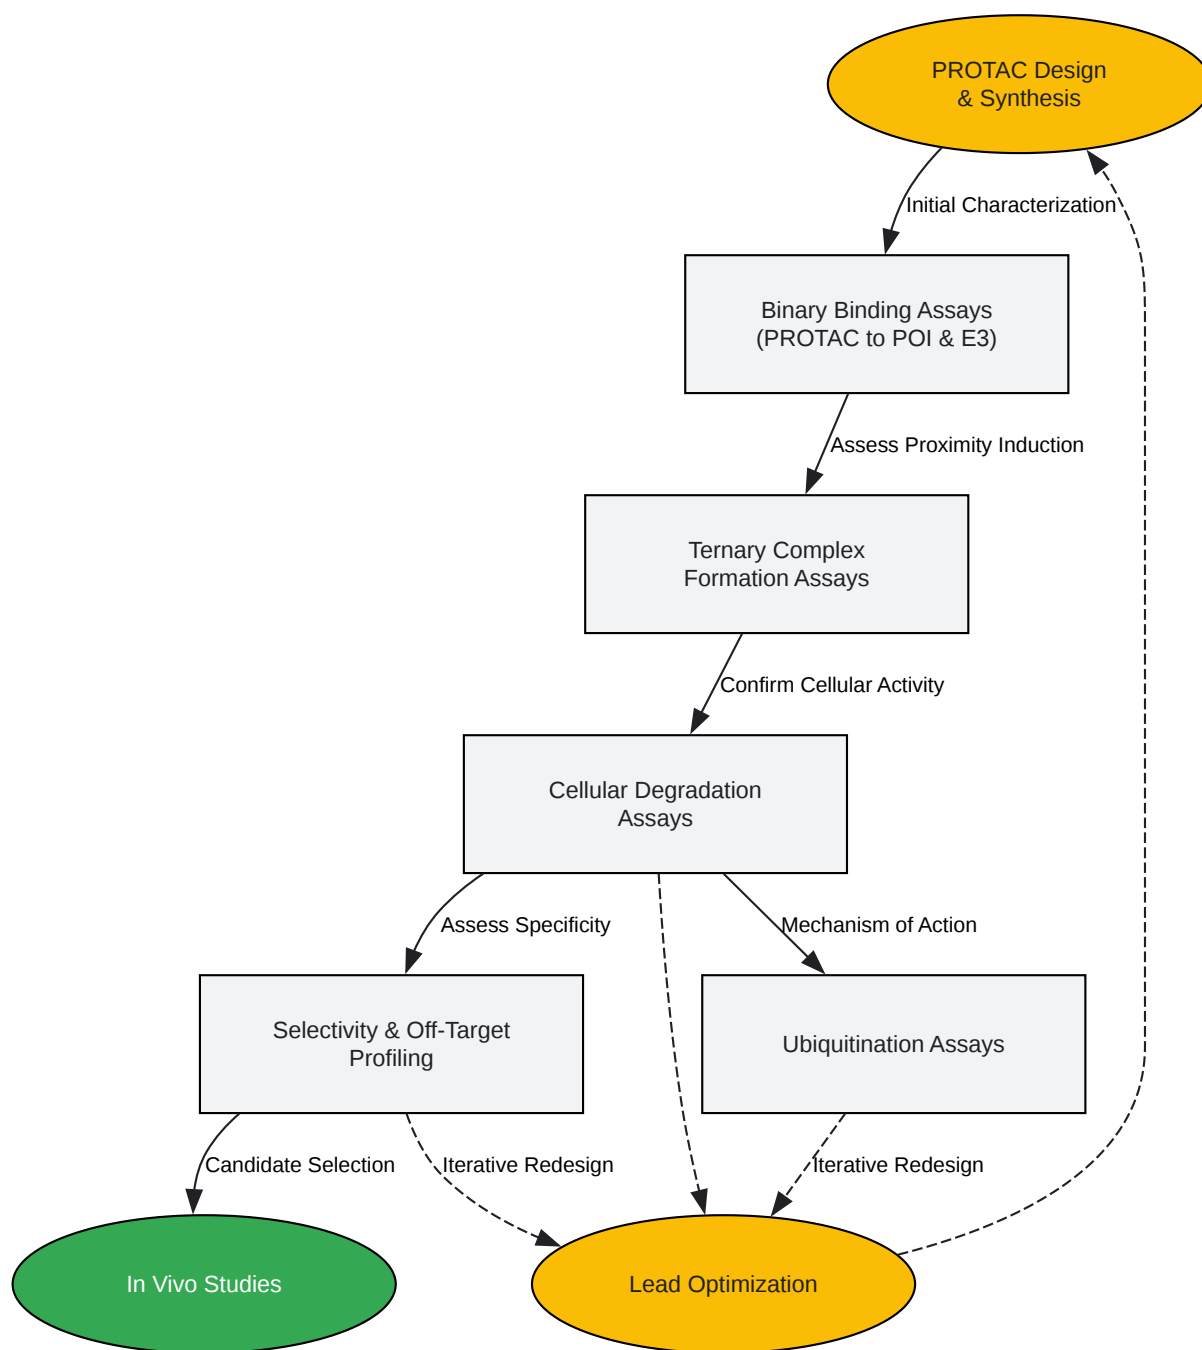 PROTAC Design
& Synthesis
Initial Characterization
Binary Binding Assays
(PROTAC to POI & E3)
Assess Proximity Induction
Ternary Complex
Formation Assays
Confirm Cellular Activity
Cellular Degradation
Assays
Assess Specificity
Mechanism of Action
Selectivity & Off-Target
Profiling
Ubiquitination Assays
Candidate Selection
Iterative Redesign
Iterative Redesign
In Vivo Studies
Lead Optimization